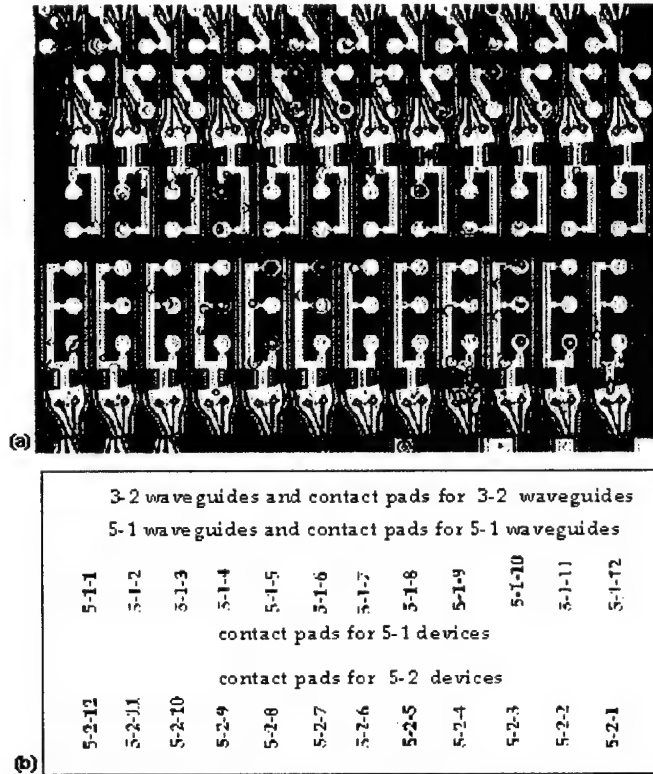 (a)
3-2 waveguides and contact pads for 3-2 waveguides
5-1 waveguides and contact pads for 5-1 waveguides
5-1-1 5-1-2 5-1-3 5-1-4 5-1-5 5-1-6 5-1-7 5-1-8 5-1-9 5-1-10 5-1-11 5-1-12
contact pads for 5-1 devices
contact pads for 5-2 devices
5-2-12 5-2-11 5-2-10 5-2-9 5-2-8 5-2-7 5-2-6 5-2-5 5-2-4 5-2-3 5-2-2 5-2-1
(b)